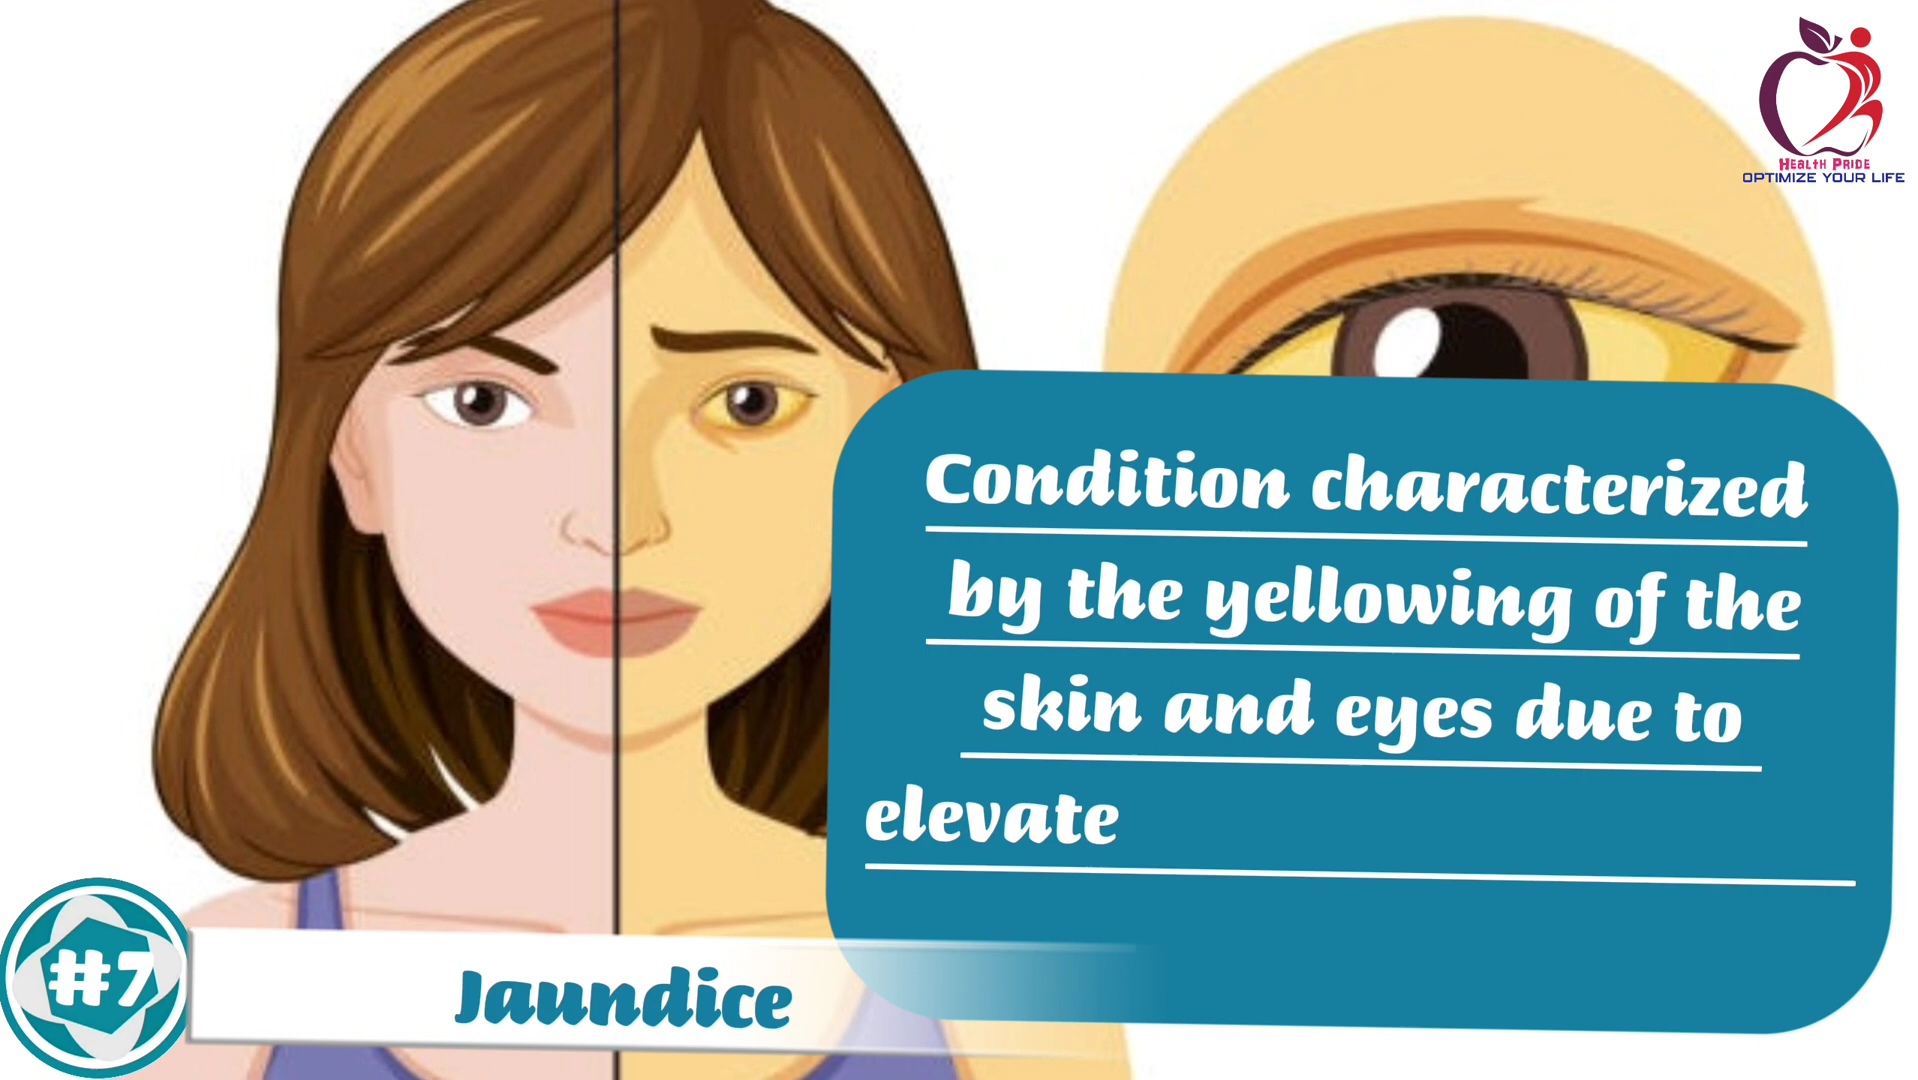 Health Pride
OPTIMIZE YOUR LIFE
Condition characterized
by the yellowing of the
skin and eyes due to
elevate
#7
Jaundice